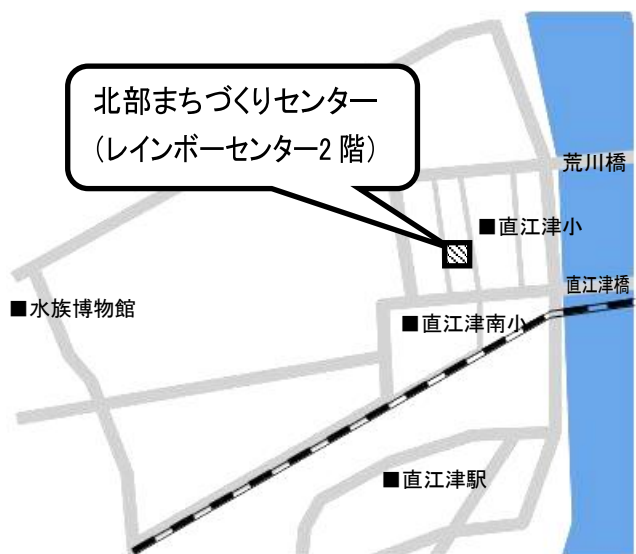 北部まちづくりセンター
（レインボーセンター2階）
荒川橋
■直江津小
直江津橋
■水族博物館
■直江津南小
■直江津駅